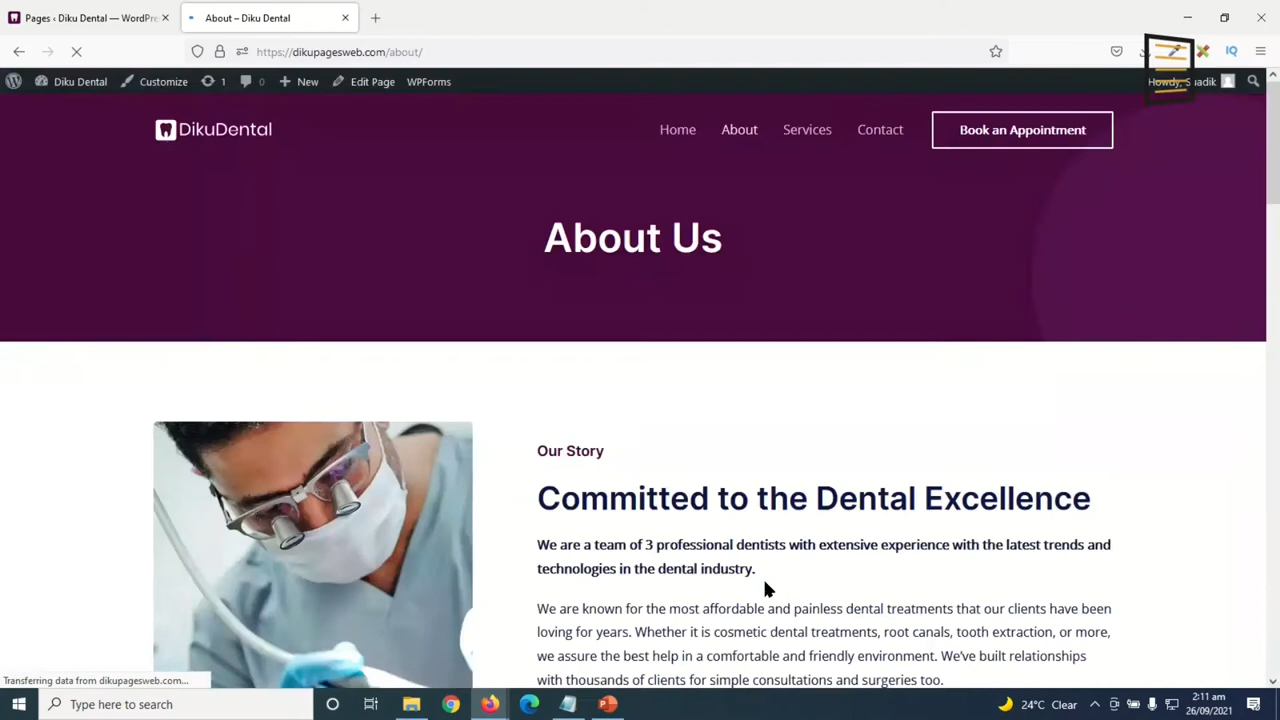 Pages ‹ Diku Dental — WordPre
About – Diku Dental
https://dikupagesweb.com/about/
IQ
Diku Dental
Customize
1
0
New
Edit Page
WPForms
Howdy, Suadik
DikuDental
Home
About
Services
Contact
Book an Appointment
About Us
Our Story
Committed to the Dental Excellence
We are a team of 3 professional dentists with extensive experience with the latest trends and
technologies in the dental industry.
We are known for the most affordable and painless dental treatments that our clients have been
loving for years. Whether it is cosmetic dental treatments, root canals, tooth extraction, or more,
we assure the best help in a comfortable and friendly environment. We’ve built relationships
with thousands of clients for simple consultations and surgeries too.
Transferring data from dikupagesweb.com...
Type here to search
24°C Clear
2:11 am
26/09/2021